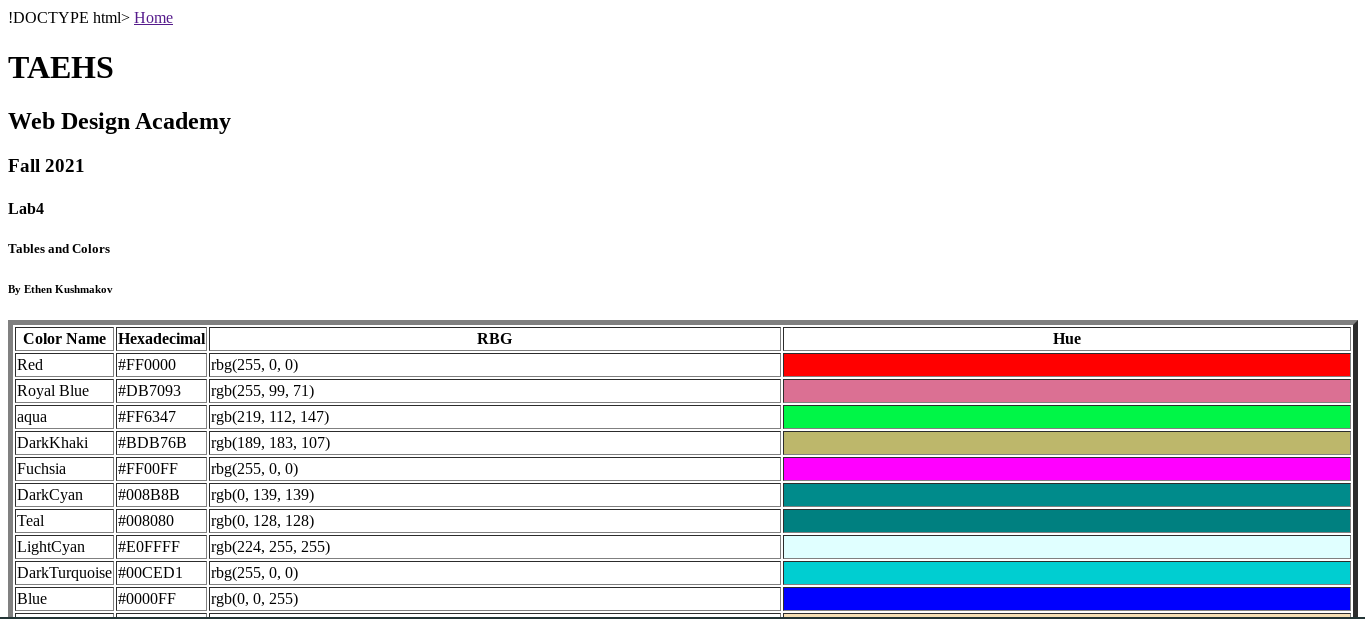 !DOCTYPE html> Home
TAEHS
Web Design Academy
Fall 2021
Lab4
Tables and Colors
By Ethen Kushmakov
Color Name Hexadecimal RBG Hue
Red #FF0000 rbg(255, 0, 0)
Royal Blue #DB7093 rgb(255, 99, 71)
aqua #FF6347 rgb(219, 112, 147)
DarkKhaki #BDB76B rgb(189, 183, 107)
Fuchsia #FF00FF rbg(255, 0, 0)
DarkCyan #008B8B rgb(0, 139, 139)
Teal #008080 rgb(0, 128, 128)
LightCyan #E0FFFF rgb(224, 255, 255)
DarkTurquoise #00CED1 rbg(255, 0, 0)
Blue #0000FF rgb(0, 0, 255)